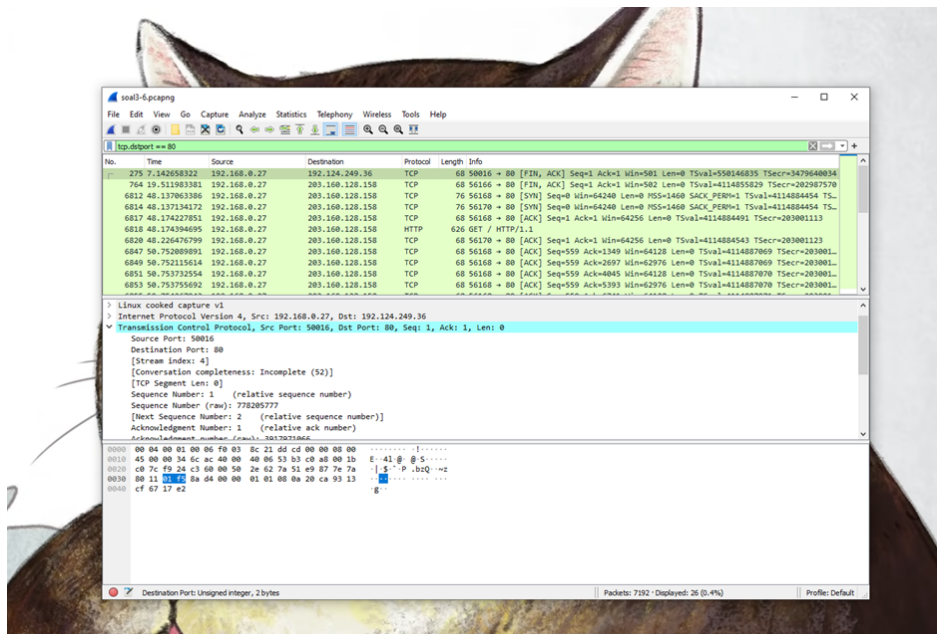 soal3-6.pcapng
File Edit View Go Capture Analyze Statistics Telephony Wireless Tools Help
tcp.dstport == 80
No. Time Source Destination Protocol Length Info
275 7.142658322 192.168.0.27 192.124.249.36 TCP 68 50016 → 80 [FIN, ACK] Seq=1 Ack=1 Win=501 Len=0 TSval=550146835 TSecr=3479640034
764 19.511983381 192.168.0.27 203.160.128.158 TCP 68 56166 → 80 [FIN, ACK] Seq=1 Ack=1 Win=502 Len=0 TSval=4114855829 TSecr=202987570
6812 48.137063386 192.168.0.27 203.160.128.158 TCP 76 56168 → 80 [SYN] Seq=0 Win=64240 Len=0 MSS=1460 SACK_PERM=1 TSval=4114884454 TS…
6814 48.137134172 192.168.0.27 203.160.128.158 TCP 76 56170 → 80 [SYN] Seq=0 Win=64240 Len=0 MSS=1460 SACK_PERM=1 TSval=4114884454 TS…
6817 48.174227851 192.168.0.27 203.160.128.158 TCP 68 56168 → 80 [ACK] Seq=1 Ack=1 Win=64256 Len=0 TSval=4114884491 TSecr=203001113
6818 48.174394695 192.168.0.27 203.160.128.158 HTTP 626 GET / HTTP/1.1
6820 48.226476799 192.168.0.27 203.160.128.158 TCP 68 56170 → 80 [ACK] Seq=1 Ack=1 Win=64256 Len=0 TSval=4114884543 TSecr=203001123
6847 50.752089891 192.168.0.27 203.160.128.158 TCP 68 56168 → 80 [ACK] Seq=559 Ack=1349 Win=64128 Len=0 TSval=4114887069 TSecr=203001…
6849 50.752115614 192.168.0.27 203.160.128.158 TCP 68 56168 → 80 [ACK] Seq=559 Ack=2697 Win=62976 Len=0 TSval=4114887069 TSecr=203001…
6851 50.753732554 192.168.0.27 203.160.128.158 TCP 68 56168 → 80 [ACK] Seq=559 Ack=4045 Win=64128 Len=0 TSval=4114887070 TSecr=203001…
6853 50.753755692 192.168.0.27 203.160.128.158 TCP 68 56168 → 80 [ACK] Seq=559 Ack=5393 Win=62976 Len=0 TSval=4114887070 TSecr=203001…
Linux cooked capture v1
Internet Protocol Version 4, Src: 192.168.0.27, Dst: 192.124.249.36
Transmission Control Protocol, Src Port: 50016, Dst Port: 80, Seq: 1, Ack: 1, Len: 0
Source Port: 50016
Destination Port: 80
[Stream index: 4]
[Conversation completeness: Incomplete (52)]
[TCP Segment Len: 0]
Sequence Number: 1 (relative sequence number)
Sequence Number (raw): 778205777
[Next Sequence Number: 2 (relative sequence number)]
Acknowledgment Number: 1 (relative ack number)
Acknowledgment number (raw): 3917971066
0000 00 04 00 01 00 06 f0 03 8c 21 dd cd 00 00 08 00 ········ ·!······
0010 45 00 00 34 6c ac 40 00 40 06 53 b3 c0 a8 00 1b E··4l·@· @·S·····
0020 c0 7c f9 24 c3 60 00 50 2e 62 7a 51 e9 87 7e 7a ·|·$·`·P .bzQ··~z
0030 80 11 01 f5 8a d4 00 00 01 01 08 0a 20 ca 93 13 ········ ···· ···
0040 cf 67 17 e2 ·g··
Destination Port: Unsigned integer, 2 bytes
Packets: 7192 · Displayed: 26 (0.4%)
Profile: Default